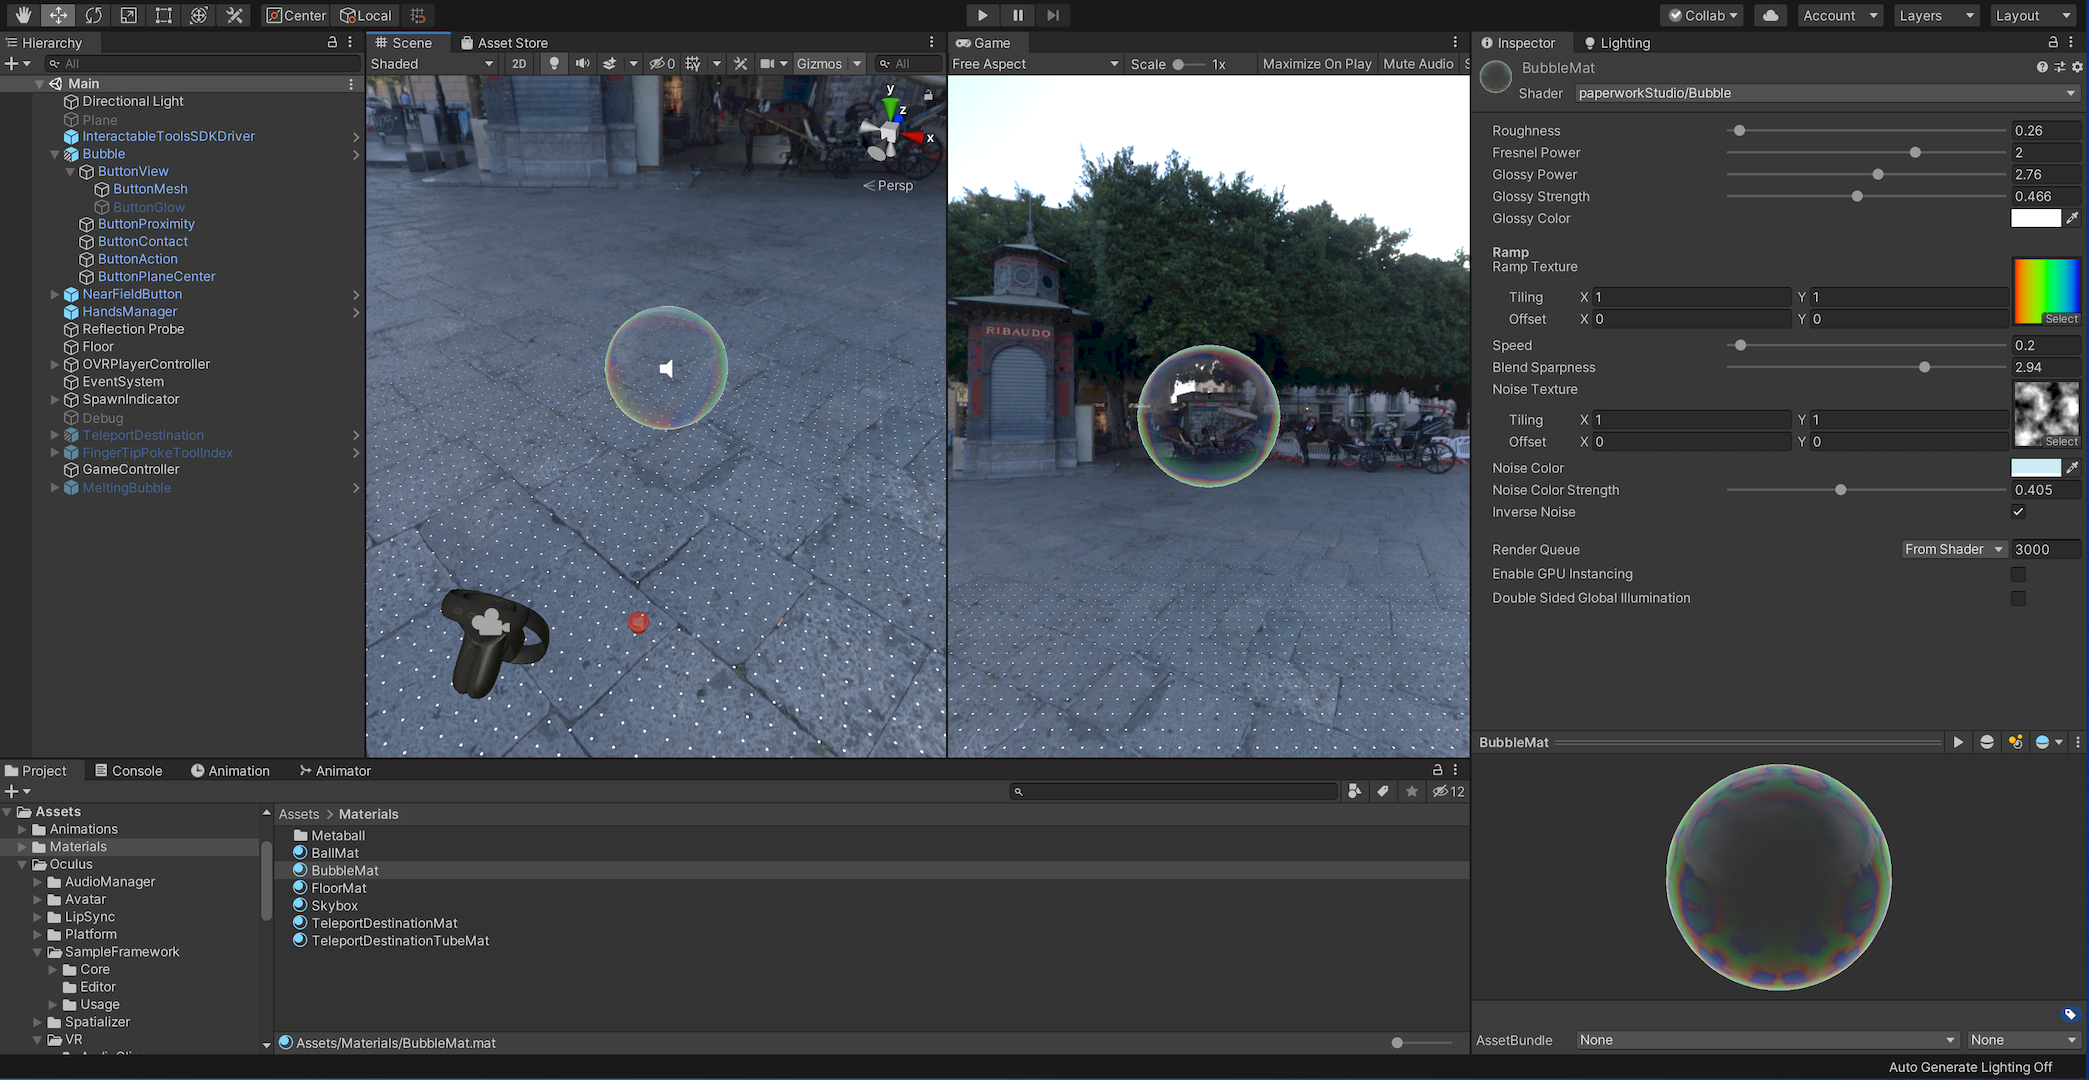 Center
Local
Collab
Account
Layers
Layout
Hierarchy
All
Main
Directional Light
Plane
InteractableToolsSDKDriver
Bubble
ButtonView
ButtonMesh
ButtonGlow
ButtonProximity
ButtonContact
ButtonAction
ButtonPlaneCenter
NearFieldButton
HandsManager
Reflection Probe
Floor
OVRPlayerController
EventSystem
SpawnIndicator
Debug
TeleportDestination
FingerTipPokeToolIndex
GameController
MeltingBubble
Scene
Asset Store
Shaded
2D
0
Gizmos
All
y
z
x
Persp
Game
Free Aspect
Scale
1x
Maximize On Play
Mute Audio
S
RIBAUDO
Inspector
Lighting
BubbleMat
Shader
paperworkStudio/Bubble
Roughness 0.26
Fresnel Power 2
Glossy Power 2.76
Glossy Strength 0.466
Glossy Color
Ramp
Ramp Texture
Tiling X 1 Y 1
Offset X 0 Y 0
Select
Speed 0.2
Blend Sparpness 2.94
Noise Texture
Tiling X 1 Y 1
Offset X 0 Y 0
Select
Noise Color
Noise Color Strength 0.405
Inverse Noise
Render Queue From Shader 3000
Enable GPU Instancing
Double Sided Global Illumination
BubbleMat
AssetBundle None None
Project
Console
Animation
Animator
12
Assets
Animations
Materials
Oculus
AudioManager
Avatar
LipSync
Platform
SampleFramework
Core
Editor
Usage
Spatializer
VR
Assets > Materials
Metaball
BallMat
BubbleMat
FloorMat
Skybox
TeleportDestinationMat
TeleportDestinationTubeMat
Assets/Materials/BubbleMat.mat
Auto Generate Lighting Off